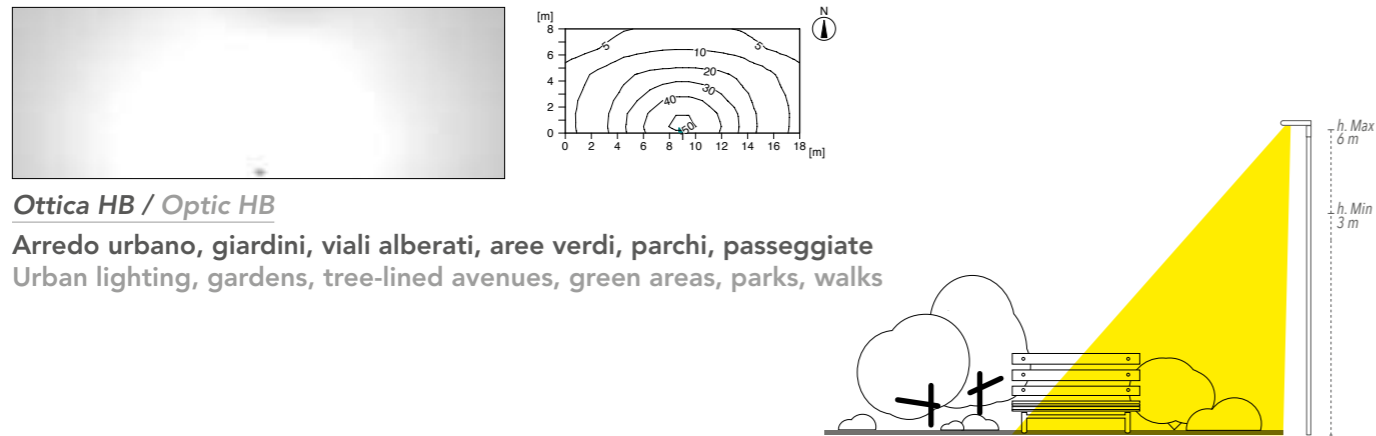 [m]
N
8
6
4
2
0
5
10
5
20
30
40
50
0 2 4 6 8 10 12 14 16 18 [m]
h. Max
6 m
h. Min
3 m
Ottica HB / Optic HB
Arredo urbano, giardini, viali alberati, aree verdi, parchi, passeggiate
Urban lighting, gardens, tree-lined avenues, green areas, parks, walks